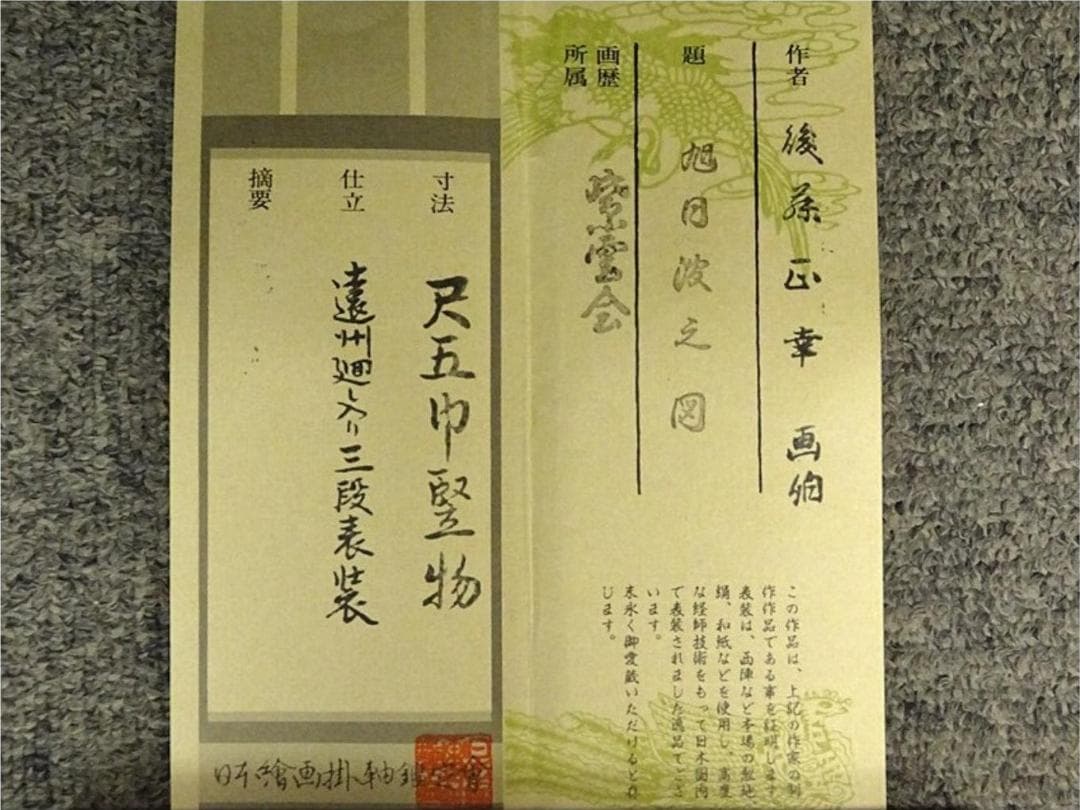 作者 後藤正幸 画伯
題 旭日波之図
画歴
所属
紫雲会
この作品は、上記の作家の制
作作品である事を証明します
表装は、西陣など本場の裂地
絹、和紙などを使用し、高度
な経師技術をもって日本国内
で表装されました逸品でござ
います。
末永く御愛蔵いただけると存
じます。
寸法 尺五巾竪物
仕立 遠州廻し入り三段表装
摘要
日本絵画掛軸鑑定會